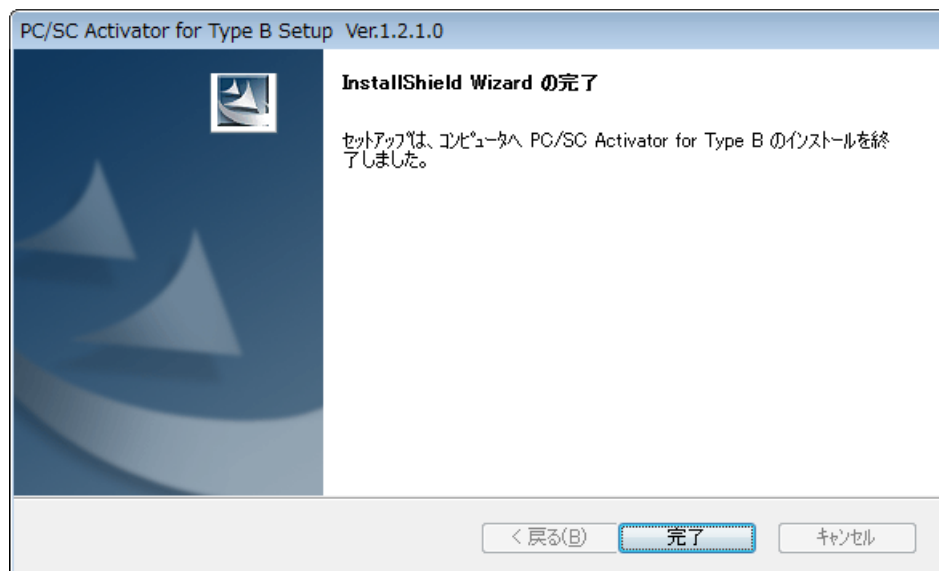 PC/SC Activator for Type B Setup Ver.1.2.1.0
InstallShield Wizard の完了
ｾｯﾄｱｯﾌﾟは、ｺﾝﾋﾟｭｰﾀへ PC/SC Activator for Type B のｲﾝｽﾄｰﾙを終
了しました。
< 戻る(B)
完了
ｷｬﾝｾﾙ